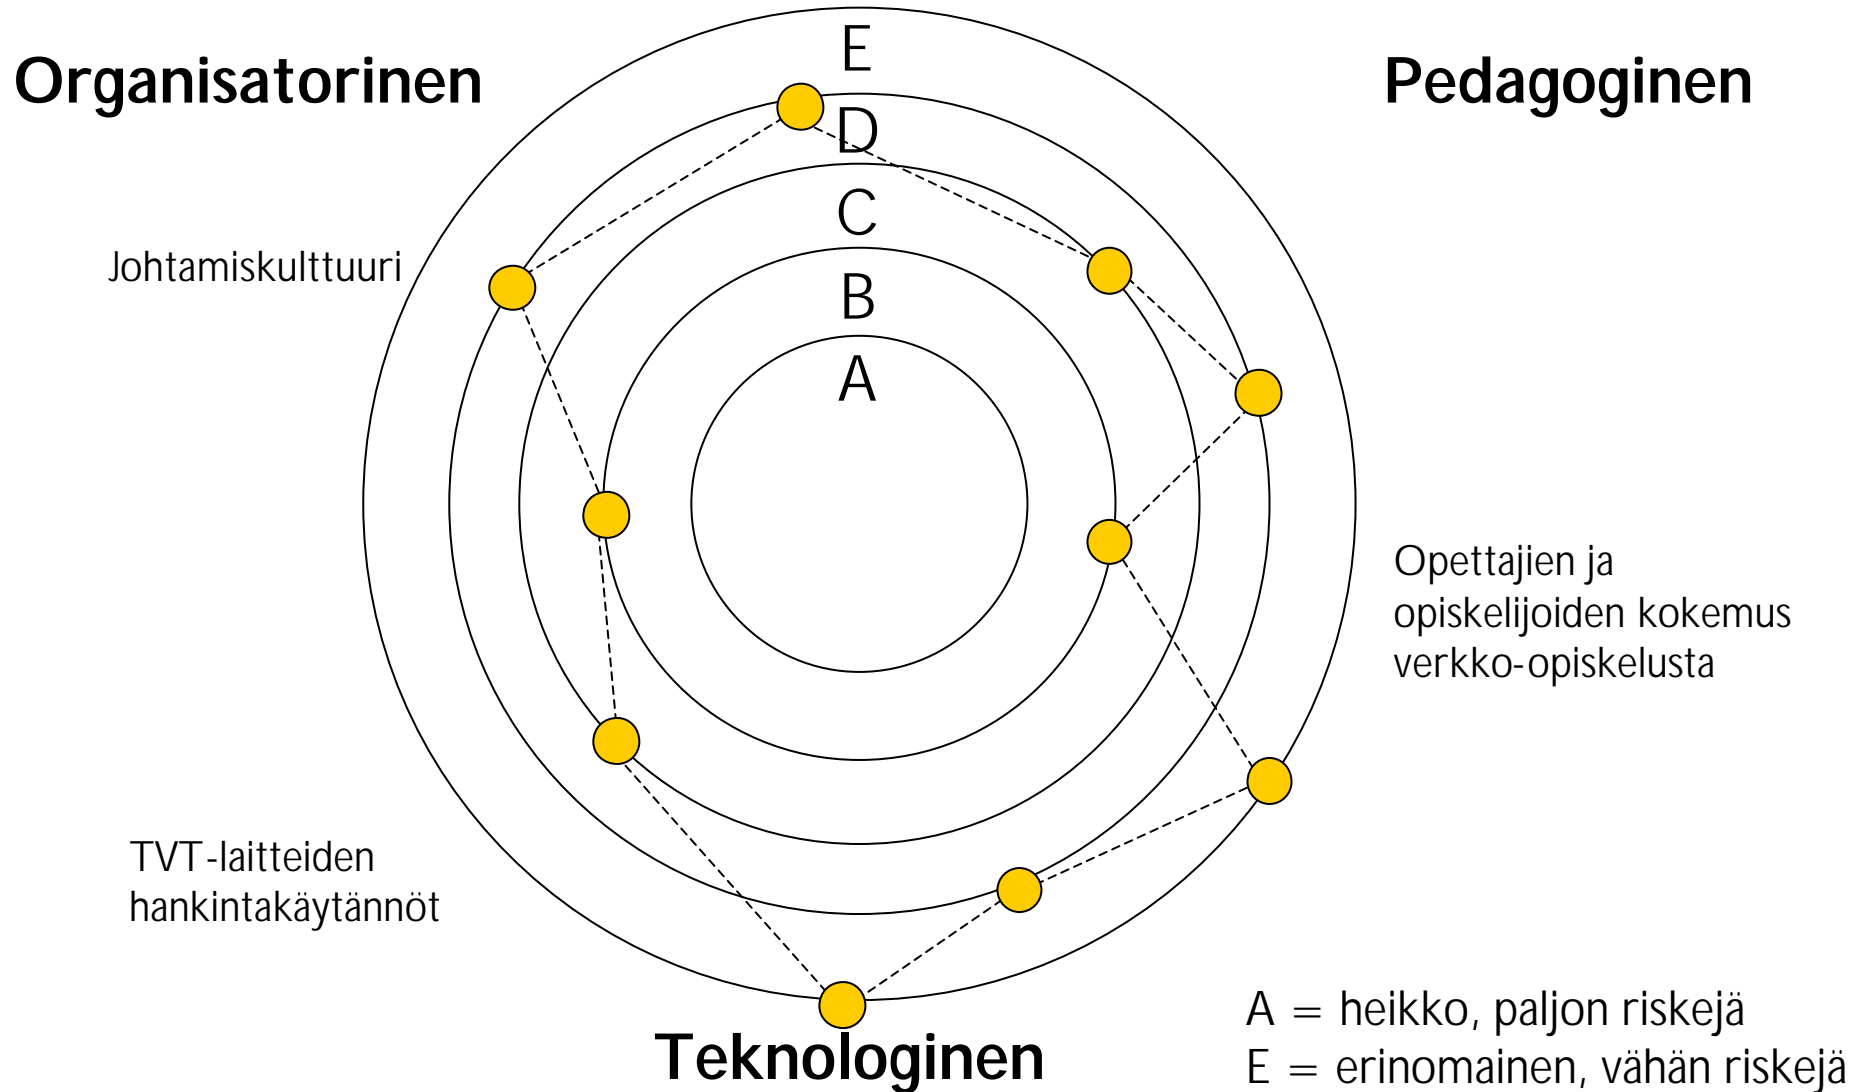 E
Organisatorinen
Pedagoginen
D
C
Johtamiskulttuuri
B
A
Opettajien ja
opiskelijoiden kokemus
verkko-opiskelusta
TVT-laitteiden
hankintakäytännöt
A = heikko, paljon riskejä
Teknologinen
E = erinomainen, vähän riskejä